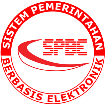 SISTEM PEMERINTAHAN
SPBE
BERBASIS ELEKTRONIK